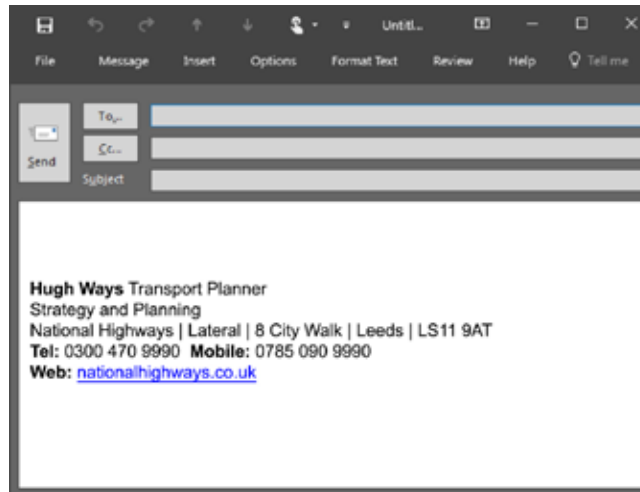 Untitl...
File Message Insert Options Format Text Review Help Tell me
To...
Cc...
Send
Subject
Hugh Ways Transport Planner
Strategy and Planning
National Highways | Lateral | 8 City Walk | Leeds | LS11 9AT
Tel: 0300 470 9990 Mobile: 0785 090 9990
Web: nationalhighways.co.uk